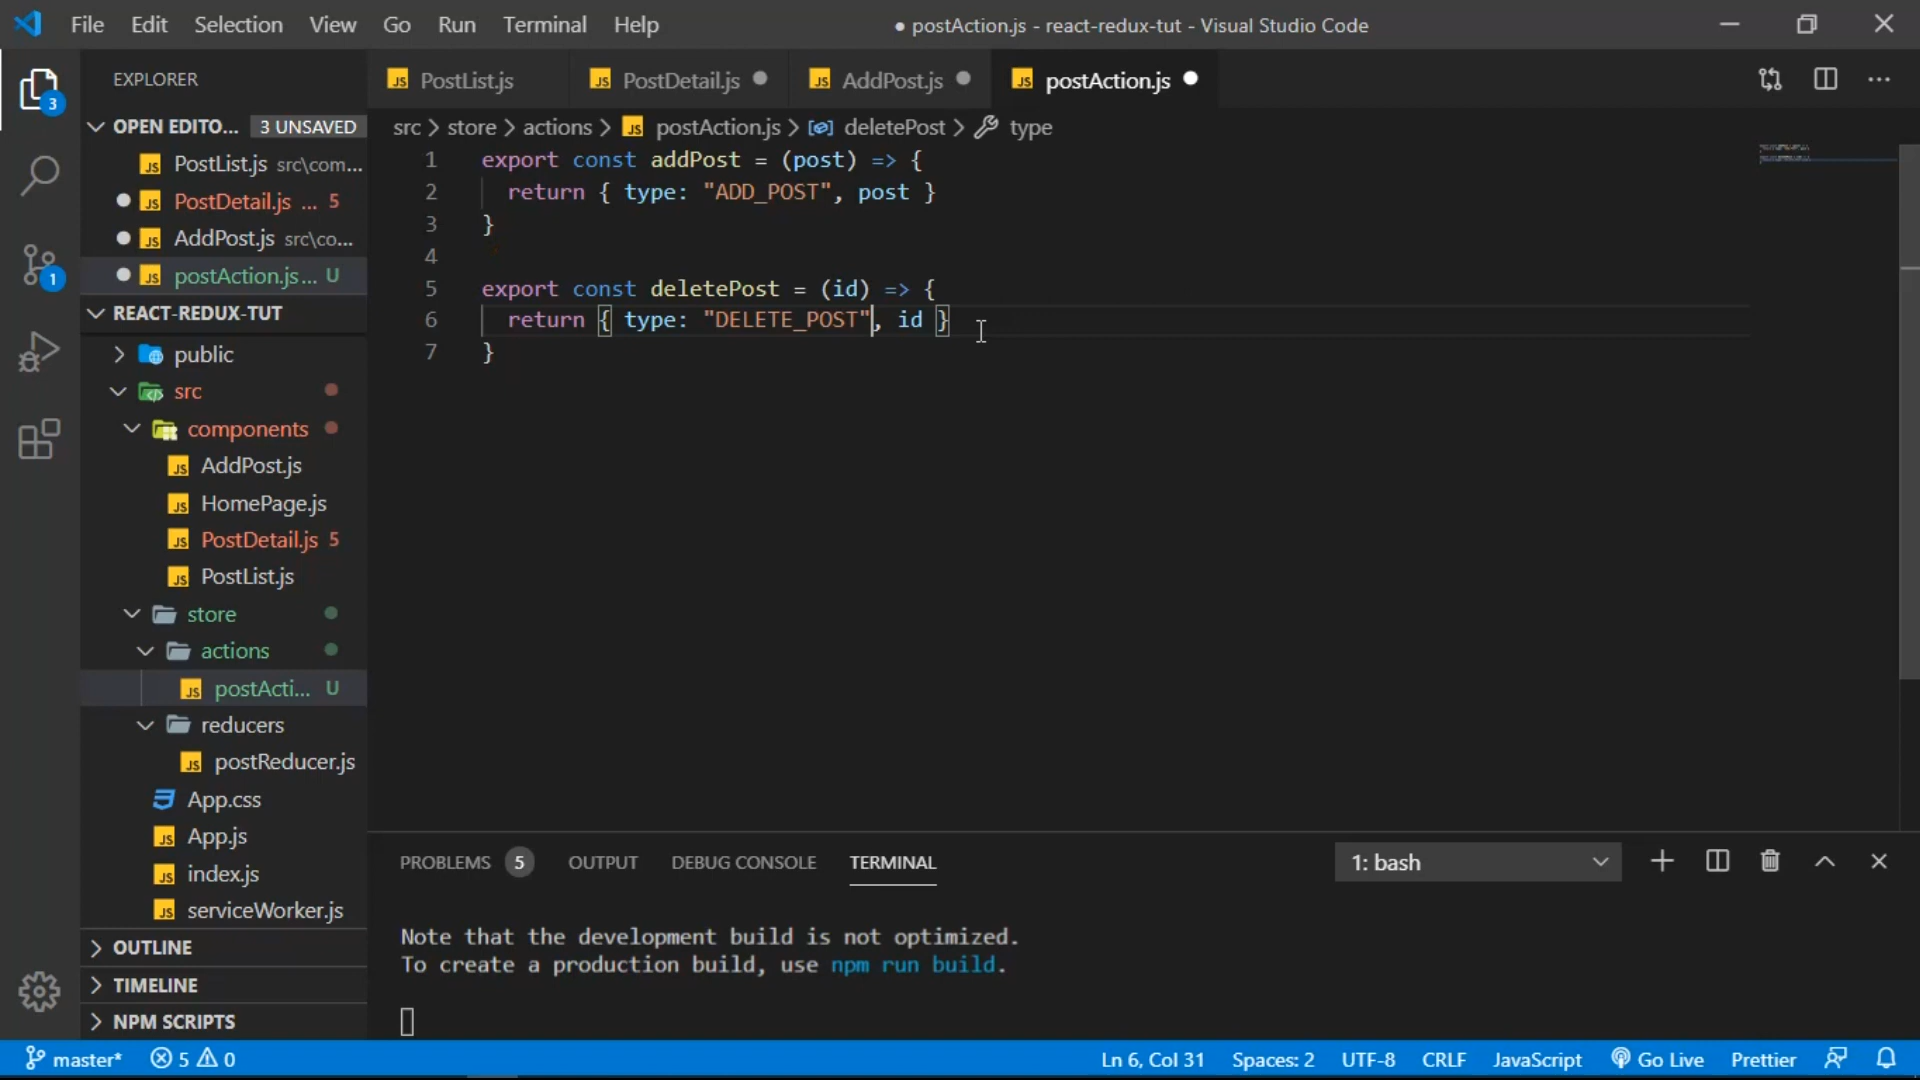 File Edit Selection View Go Run Terminal Help ● postAction.js - react-redux-tut - Visual Studio Code
EXPLORER
OPEN EDITO... 3 UNSAVED
PostList.js src\com...
PostDetail.js ... 5
AddPost.js src\co...
postAction.js... U
REACT-REDUX-TUT
public
src
components
AddPost.js
HomePage.js
PostDetail.js 5
PostList.js
store
actions
postActi... U
reducers
postReducer.js
App.css
App.js
index.js
serviceWorker.js
OUTLINE
TIMELINE
NPM SCRIPTS
3
1
PostList.js PostDetail.js AddPost.js postAction.js
src > store > actions > postAction.js > deletePost > type
1 export const addPost = (post) => {
2 return { type: "ADD_POST", post }
3 }
4
5 export const deletePost = (id) => {
6 return { type: "DELETE_POST", id }
7 }
PROBLEMS 5 OUTPUT DEBUG CONSOLE TERMINAL 1: bash
Note that the development build is not optimized.
To create a production build, use npm run build.
master* 5 0 Ln 6, Col 31 Spaces: 2 UTF-8 CRLF JavaScript Go Live Prettier